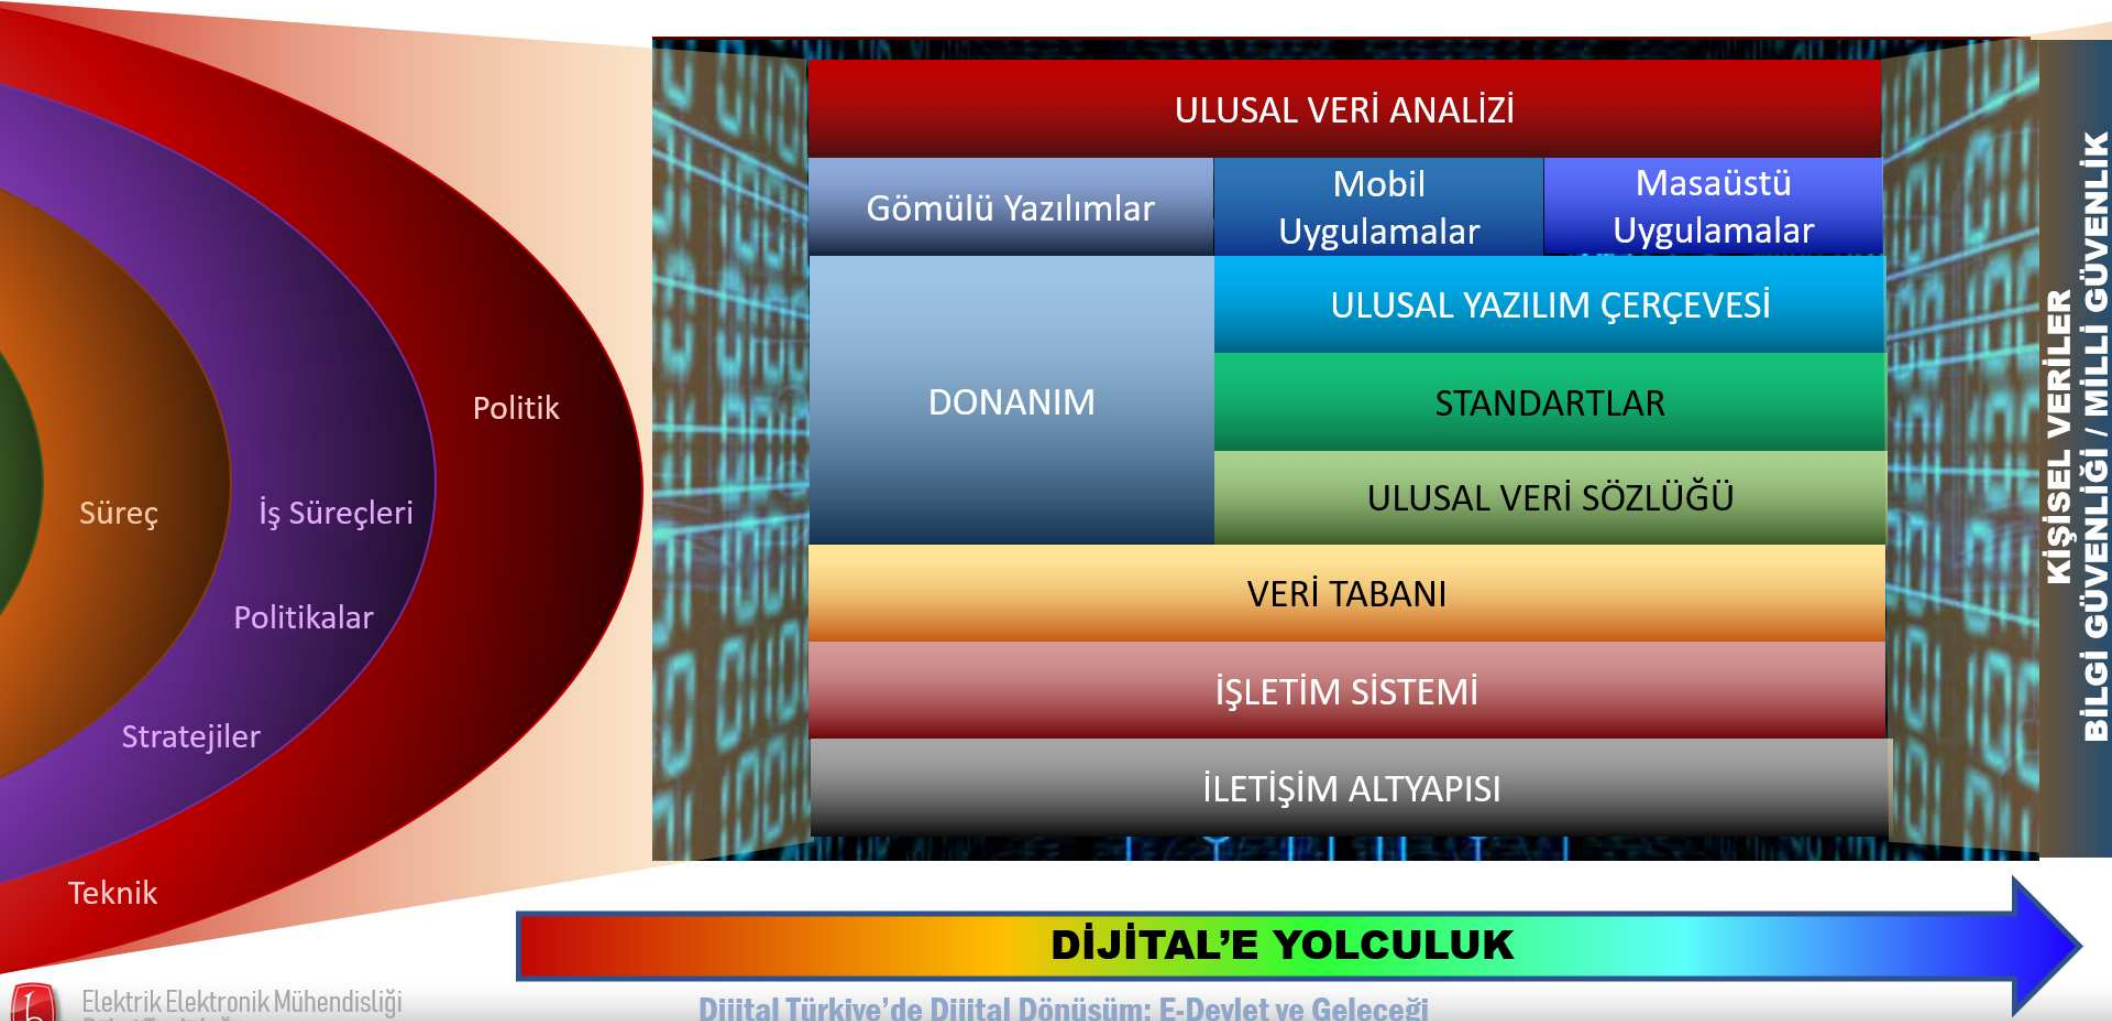 ULUSAL VERİ ANALİZİ
Gömülü Yazılımlar
Mobil
Uygulamalar
Masaüstü
Uygulamalar
DONANIM
ULUSAL YAZILIM ÇERÇEVESİ
STANDARTLAR
ULUSAL VERİ SÖZLÜĞÜ
VERİ TABANI
İŞLETİM SİSTEMİ
İLETİŞİM ALTYAPISI
Politik
Süreç
İş Süreçleri
Politikalar
Stratejiler
Teknik
KİŞİSEL VERİLER
BİLGİ GÜVENLİĞİ / MİLLİ GÜVENLİK
DİJİTAL’E YOLCULUK
Elektrik Elektronik Mühendisliği
Dijital Türkiye’de Dijital Dönüşüm: E-Devlet ve Geleceği